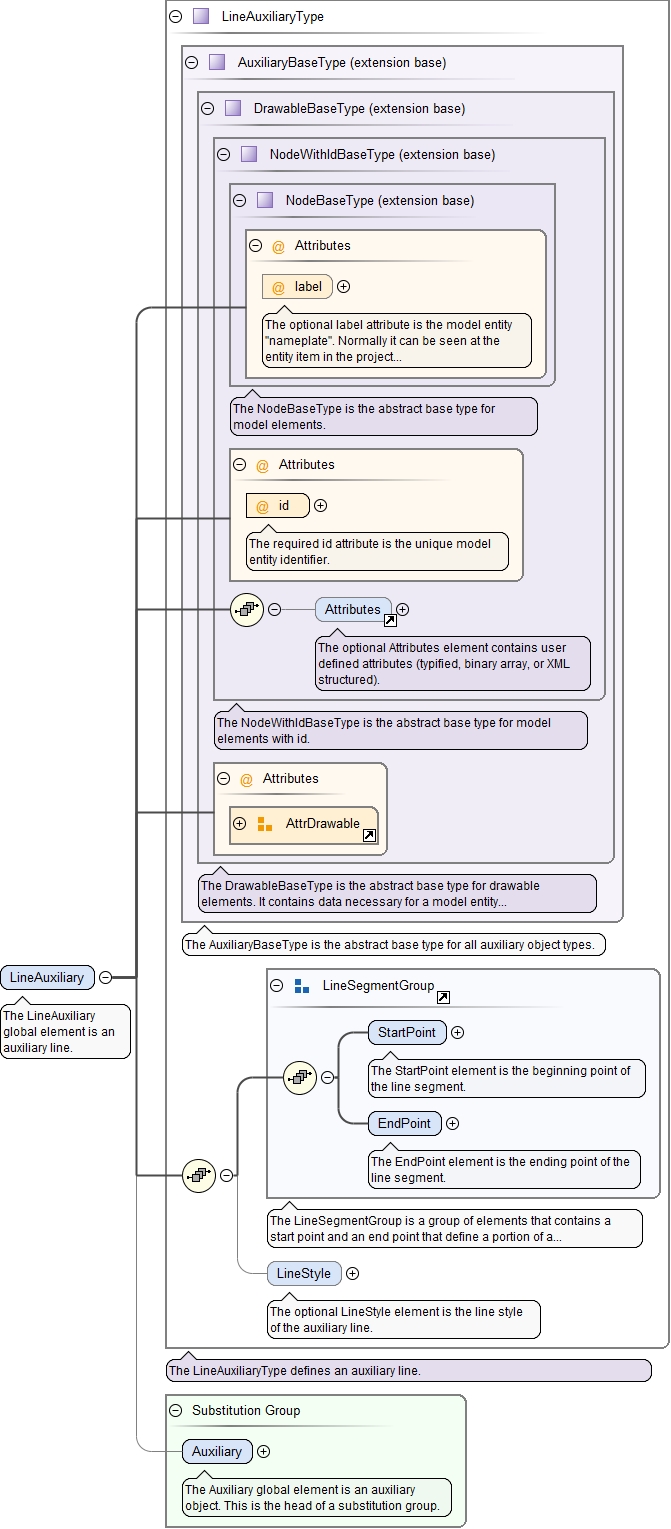 LineAuxiliaryType
AuxiliaryBaseType (extension base)
DrawableBaseType (extension base)
NodeWithIdBaseType (extension base)
NodeBaseType (extension base)
@ Attributes
@ label
The optional label attribute is the model entity
"nameplate". Normally it can be seen at the
entity item in the project...
The NodeBaseType is the abstract base type for
model elements.
@ Attributes
@ id
The required id attribute is the unique model
entity identifier.
Attributes
The optional Attributes element contains user
defined attributes (typified, binary array, or XML
structured).
The NodeWithIdBaseType is the abstract base type for model
elements with id.
@ Attributes
AttrDrawable
The DrawableBaseType is the abstract base type for drawable
elements. It contains data necessary for a model entity...
The AuxiliaryBaseType is the abstract base type for all auxiliary object types.
LineAuxiliary
The LineAuxiliary
global element is an
auxiliary line.
LineSegmentGroup
StartPoint
The StartPoint element is the beginning point of
the line segment.
EndPoint
The EndPoint element is the ending point of the
line segment.
The LineSegmentGroup is a group of elements that contains a
start point and an end point that define a portion of a...
LineStyle
The optional LineStyle element is the line style
of the auxiliary line.
The LineAuxiliaryType defines an auxiliary line.
Substitution Group
Auxiliary
The Auxiliary global element is an auxiliary
object. This is the head of a substitution group.